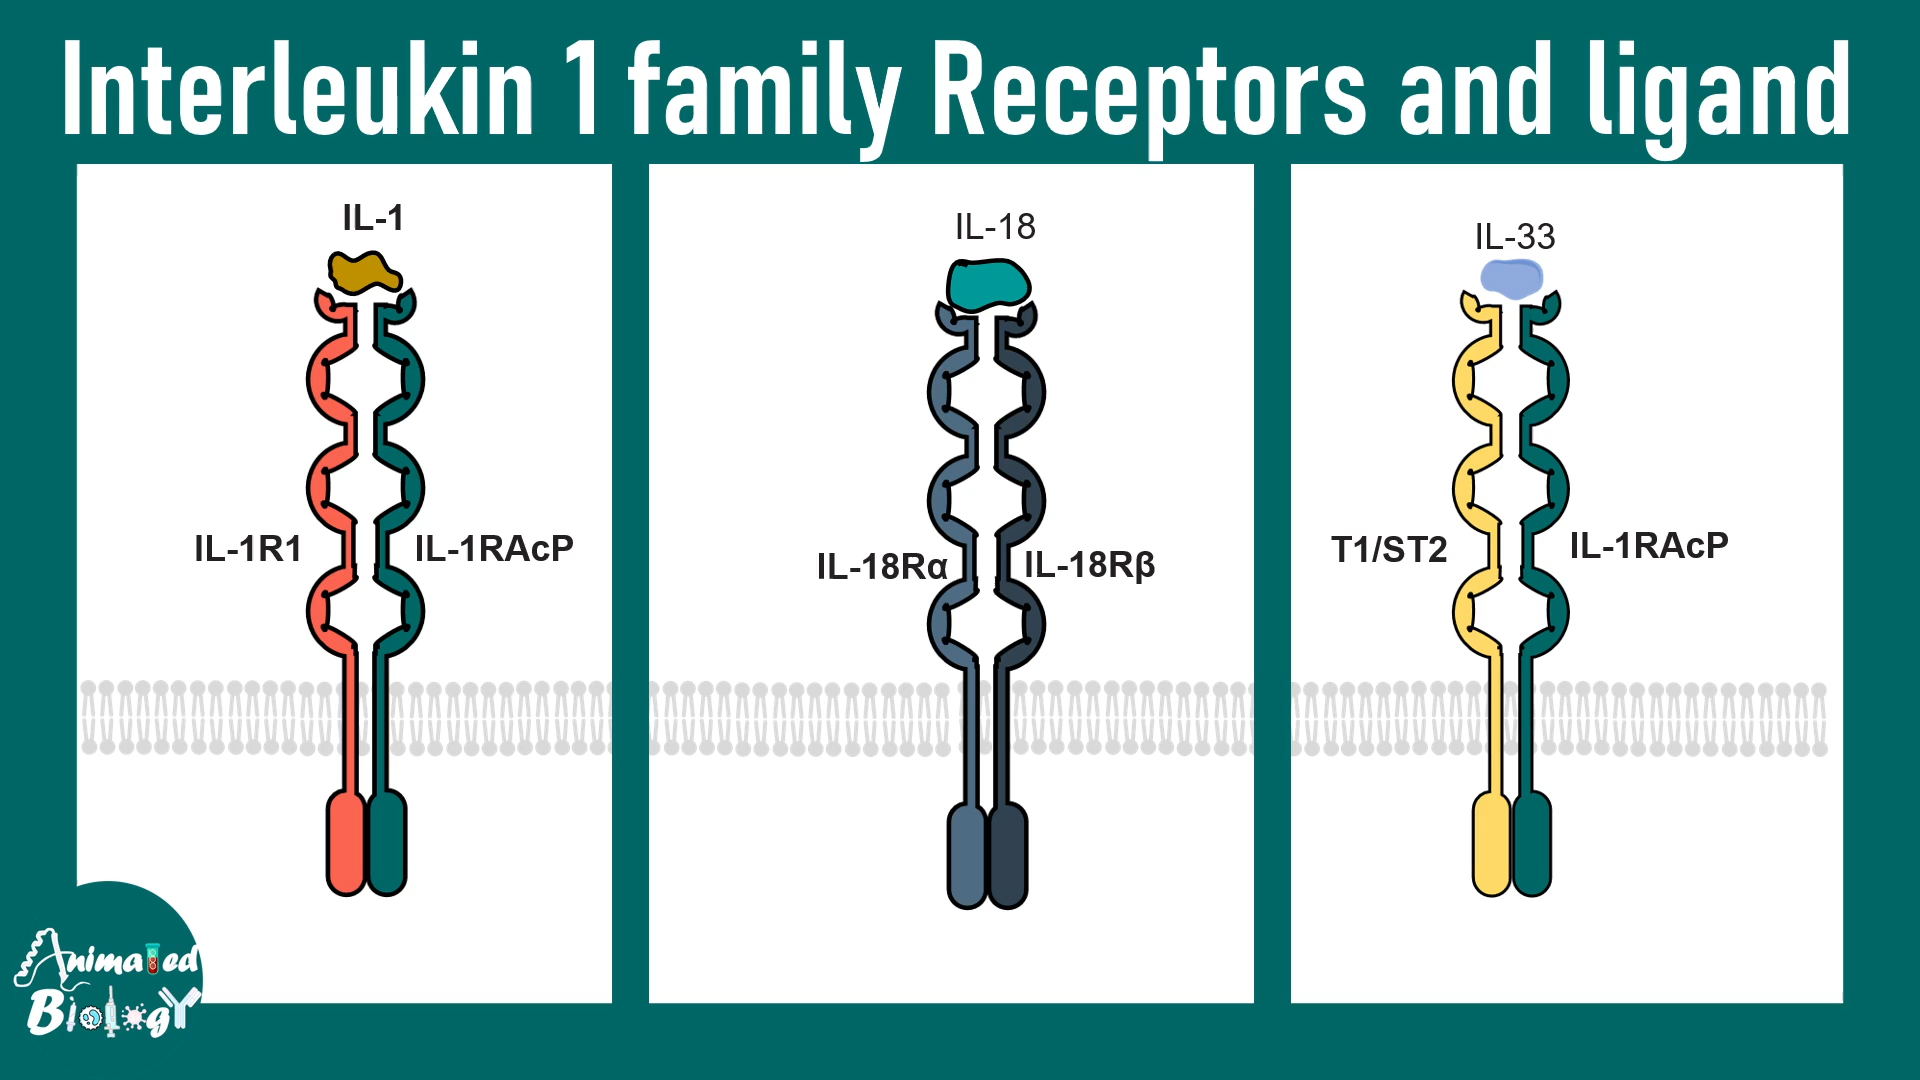 Interleukin 1 family Receptors and ligand
IL-1
IL-1R1
IL-1RAcP
IL-18
IL-18Rα
IL-18Rβ
IL-33
T1/ST2
IL-1RAcP
Animated
Biology